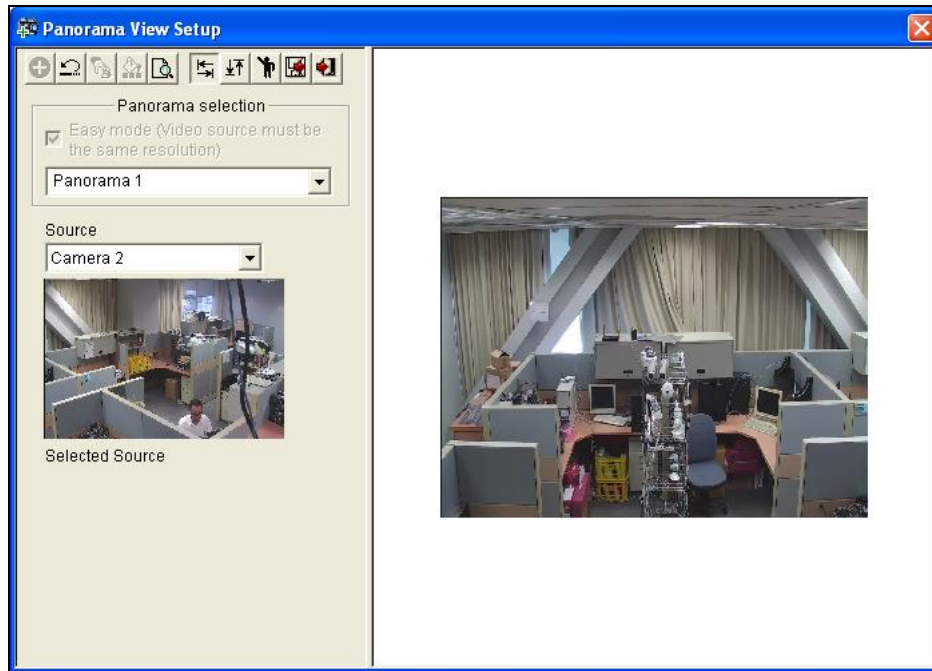 Panorama View Setup
Panorama selection
Easy mode (Video source must be
the same resolution)
Panorama 1
Source
Camera 2
Selected Source